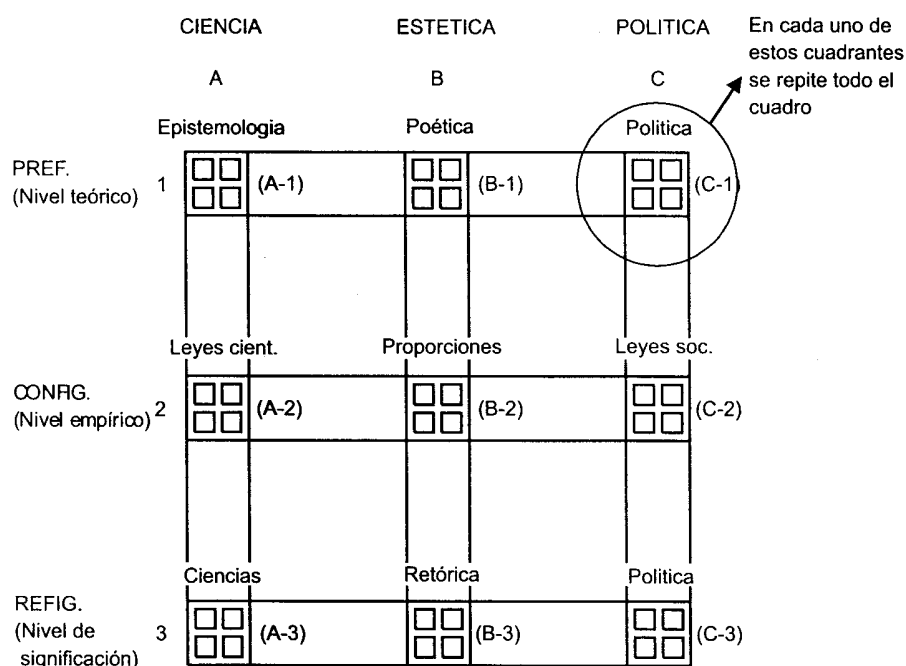 CIENCIA ESTETICA POLITICA
A B C
En cada uno de
estos cuadrantes
se repite todo el
cuadro
Epistemologia Poética Politica
PREF.
(Nivel teórico) 1 (A-1) (B-1) (C-1)
Leyes cient. Proporciones Leyes soc.
CONFIG.
(Nivel empírico) 2 (A-2) (B-2) (C-2)
Ciencias Retórica Politica
REFIG.
(Nivel de
significación) 3 (A-3) (B-3) (C-3)